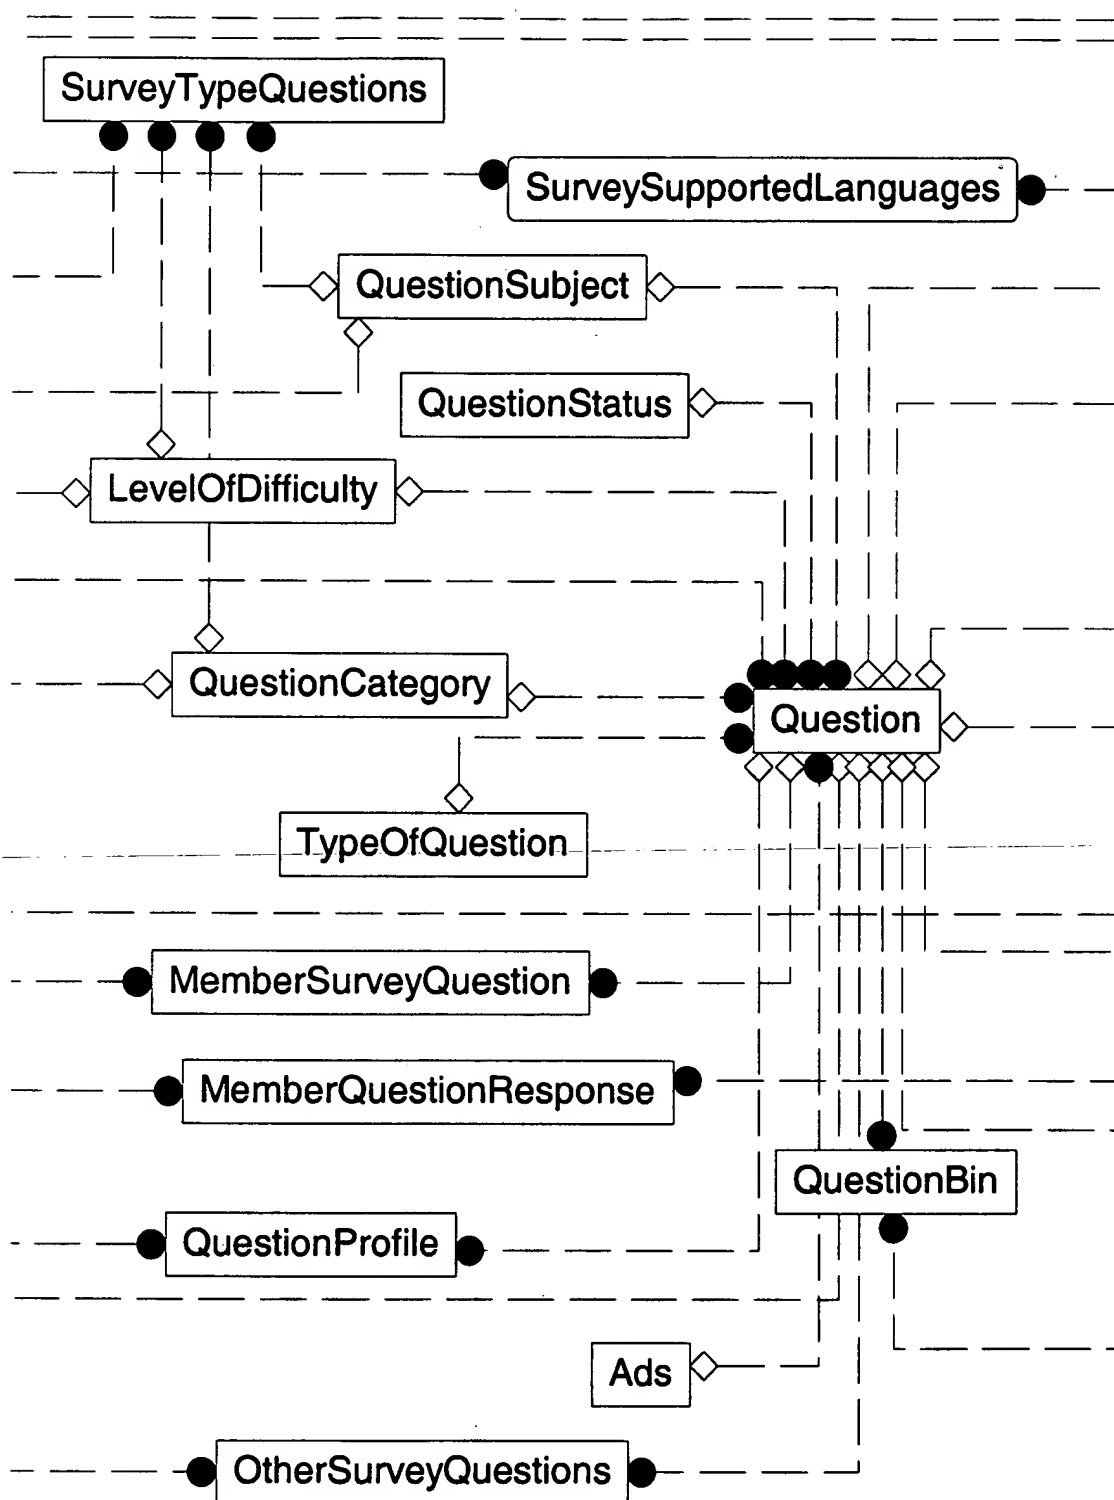 SurveyTypeQuestions
SurveySupportedLanguages
QuestionSubject
QuestionStatus
LevelOfDifficulty
QuestionCategory
Question
TypeOfQuestion
MemberSurveyQuestion
MemberQuestionResponse
QuestionBin
QuestionProfile
Ads
OtherSurveyQuestions